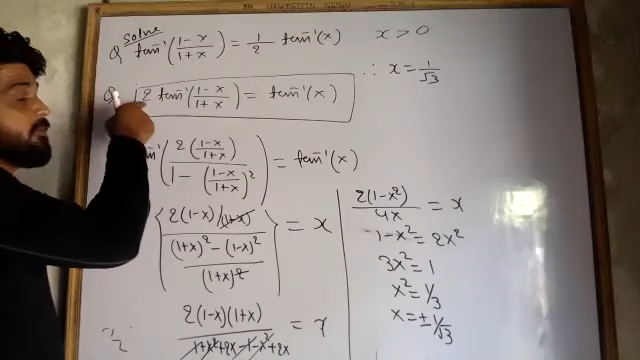 Solve
Q tan⁻¹((1-x)/(1+x)) = 1/2 tan⁻¹(x)    x > 0
Q 2 tan⁻¹((1-x)/(1+x)) = tan⁻¹(x)
(2((1-x)/(1+x)) / (1 - ((1-x)/(1+x))²)) = tan⁻¹(x)
{(2(1-x)/(1+x)) / (((1+x)² - (1-x)²)/(1+x)²)} = x
2(1-x)(1+x) / (1+x²+2x-1-x²+2x) = x
∴ x = 1/√3
2(1-x²)/4x = x
1-x² = 2x²
3x² = 1
x² = 1/3
x = ± 1/√3